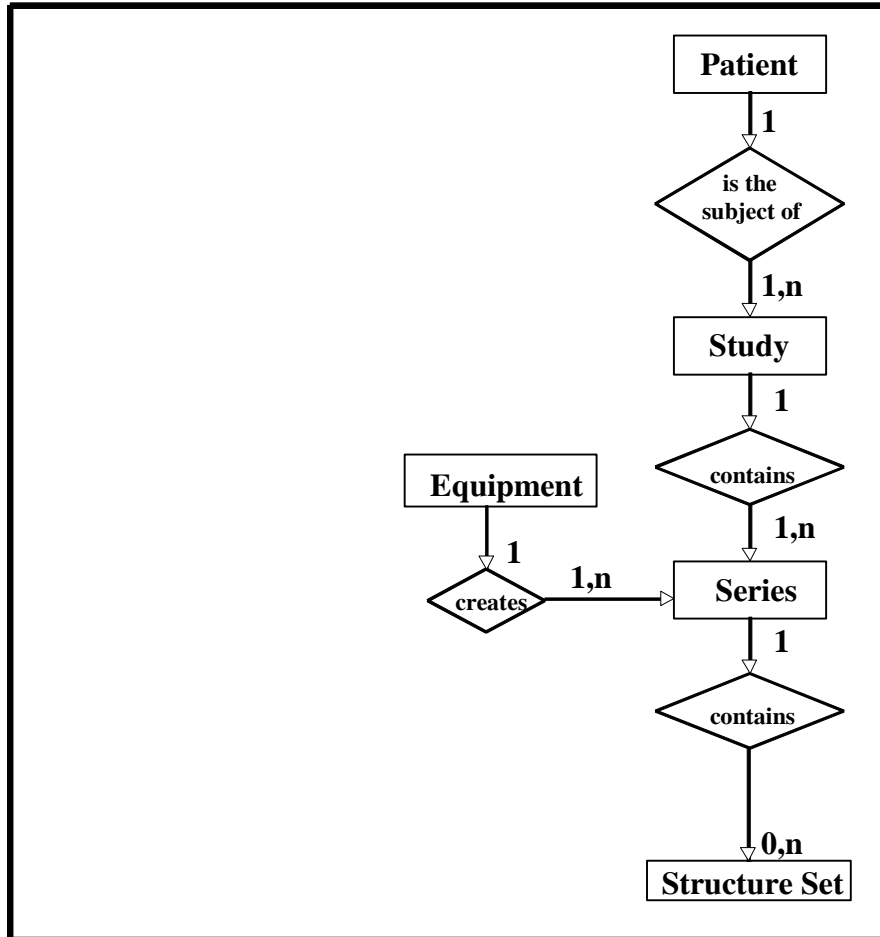 Patient
1
is the
subject of
1,n
Study
1
contains
1,n
Equipment
1
creates
1,n
Series
1
contains
0,n
Structure Set